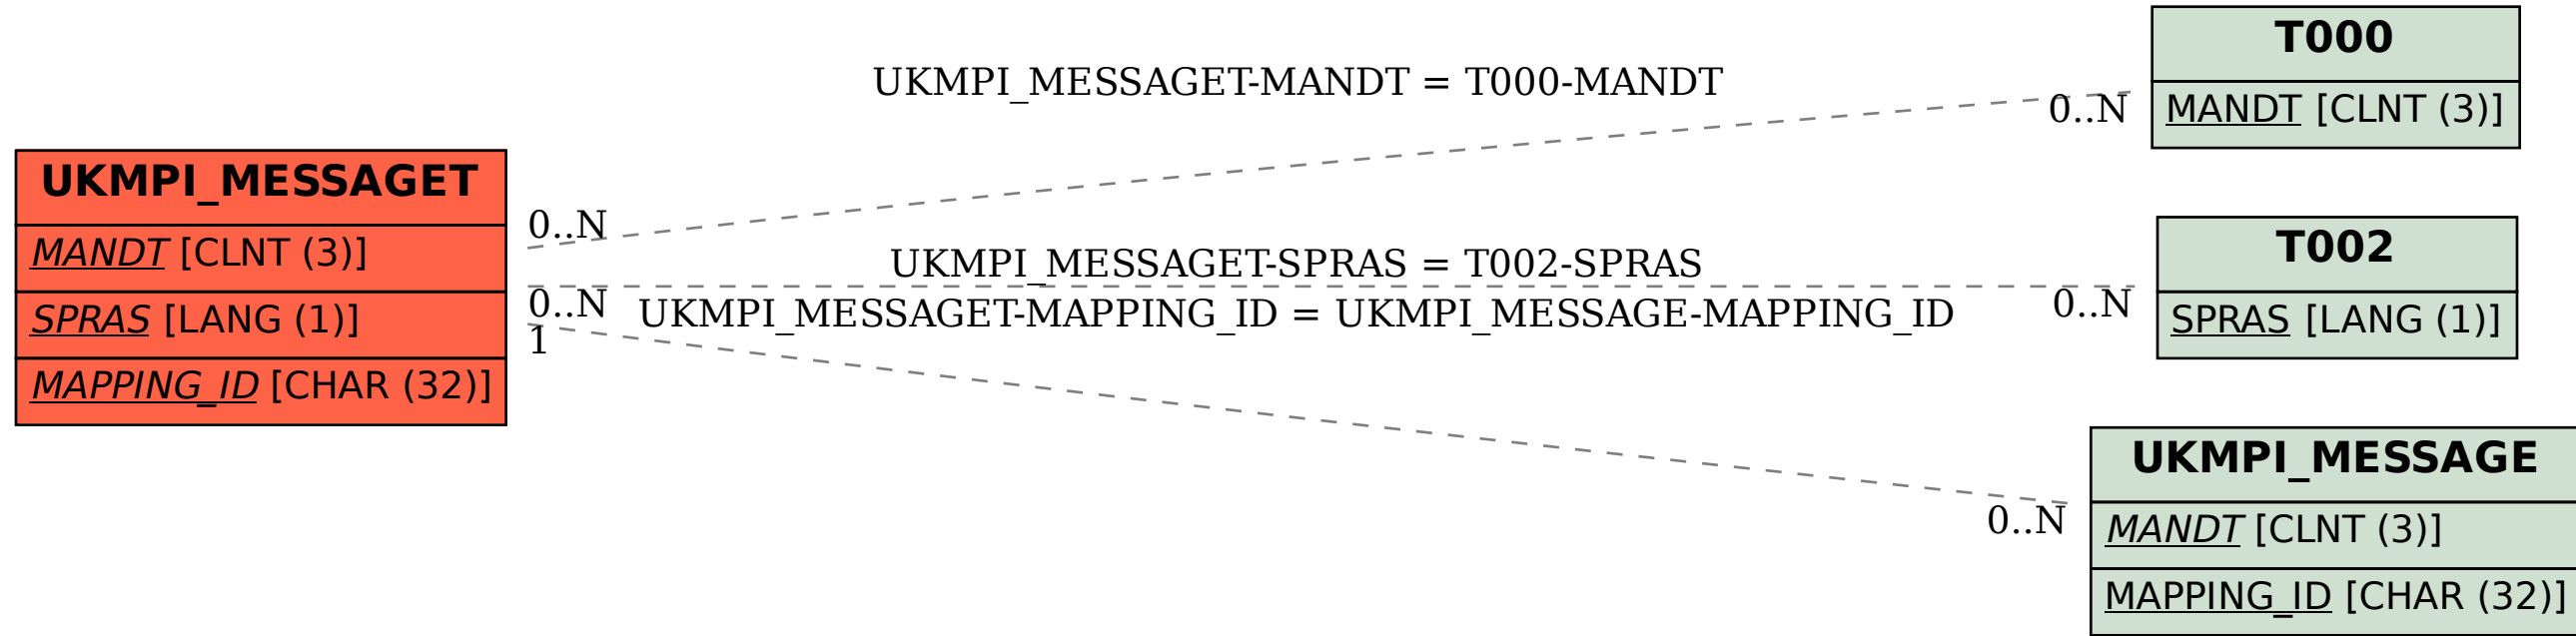 UKMPI_MESSAGET
MANDT [CLNT (3)]
SPRAS [LANG (1)]
MAPPING_ID [CHAR (32)]
UKMPI_MESSAGET-MANDT = T000-MANDT
0..N
0..N
UKMPI_MESSAGET-SPRAS = T002-SPRAS
0..N
0..N
UKMPI_MESSAGET-MAPPING_ID = UKMPI_MESSAGE-MAPPING_ID
1
0..N
T000
MANDT [CLNT (3)]
T002
SPRAS [LANG (1)]
UKMPI_MESSAGE
MANDT [CLNT (3)]
MAPPING_ID [CHAR (32)]